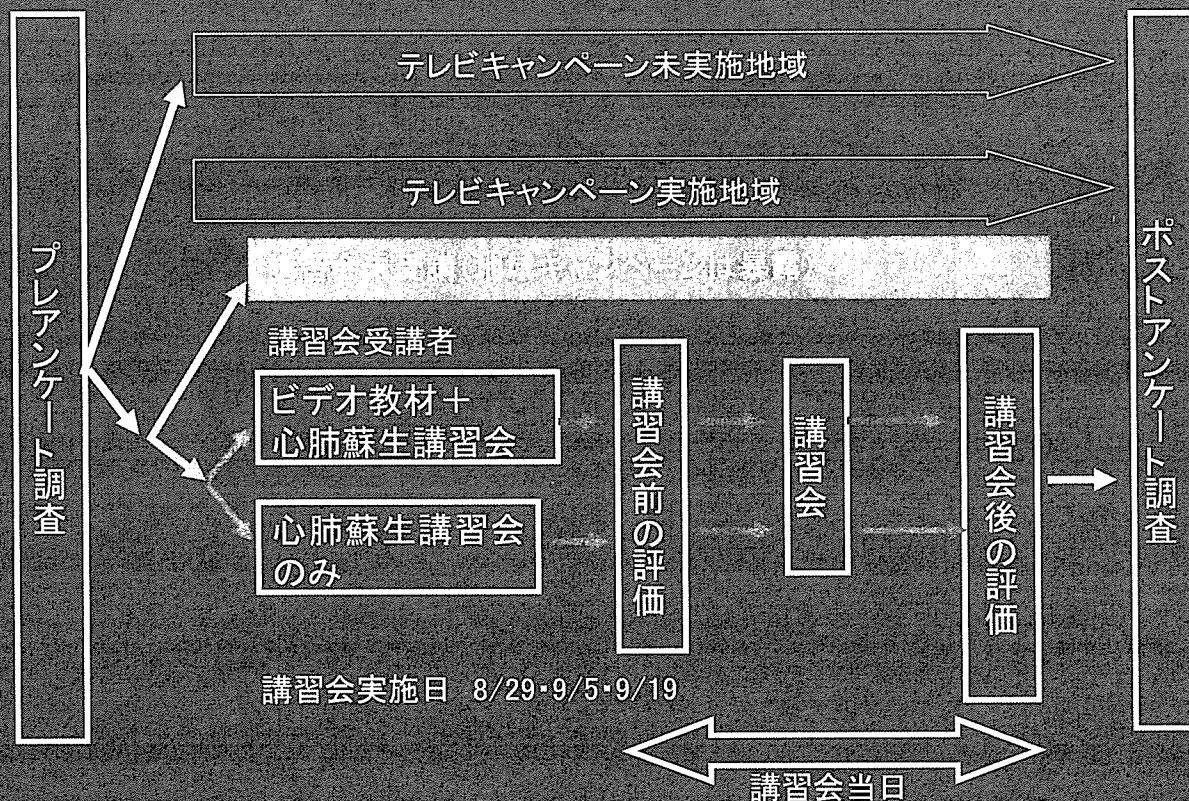 プレアンケート調査
テレビキャンペーン未実施地域
テレビキャンペーン実施地域
講習会受講者
ビデオ教材＋
心肺蘇生講習会
心肺蘇生講習会
のみ
講習会前の評価
講習会
講習会後の評価
ポストアンケート調査
講習会実施日 8/29・9/5・9/19
講習会当日